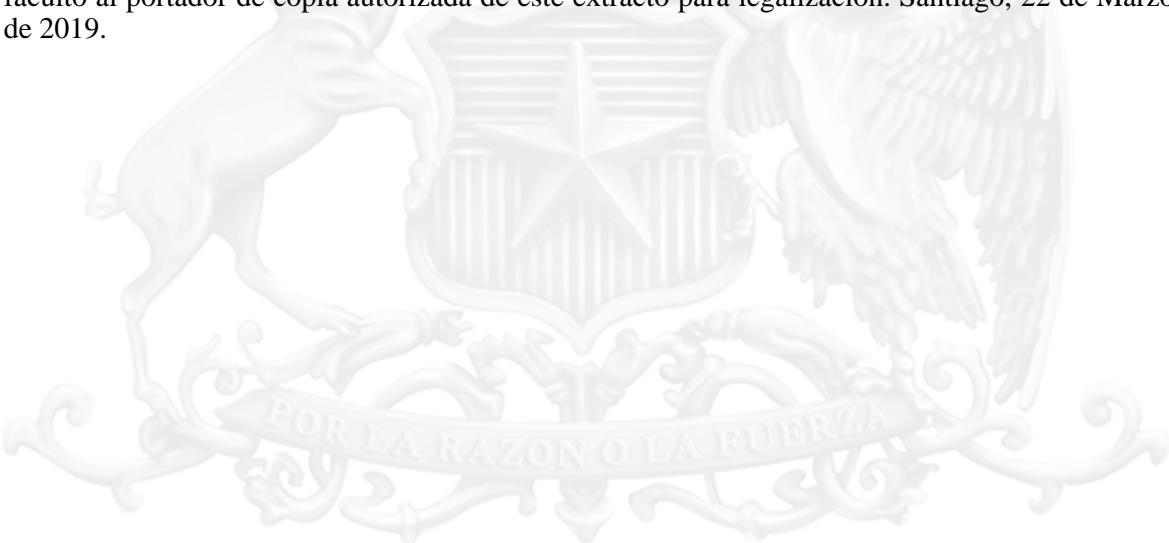 facultó al portador de copia autorizada de este extracto para legalización. Santiago, 22 de Marzo
de 2019.
POR LA RAZON O LA FUERZA